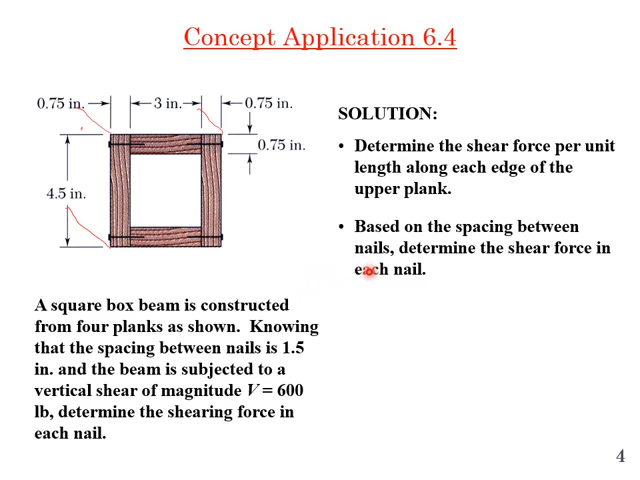 Concept Application 6.4
0.75 in.
3 in.
0.75 in.
0.75 in.
4.5 in.
SOLUTION:
• Determine the shear force per unit
length along each edge of the
upper plank.
• Based on the spacing between
nails, determine the shear force in
each nail.
A square box beam is constructed
from four planks as shown. Knowing
that the spacing between nails is 1.5
in. and the beam is subjected to a
vertical shear of magnitude V = 600
lb, determine the shearing force in
each nail.
4